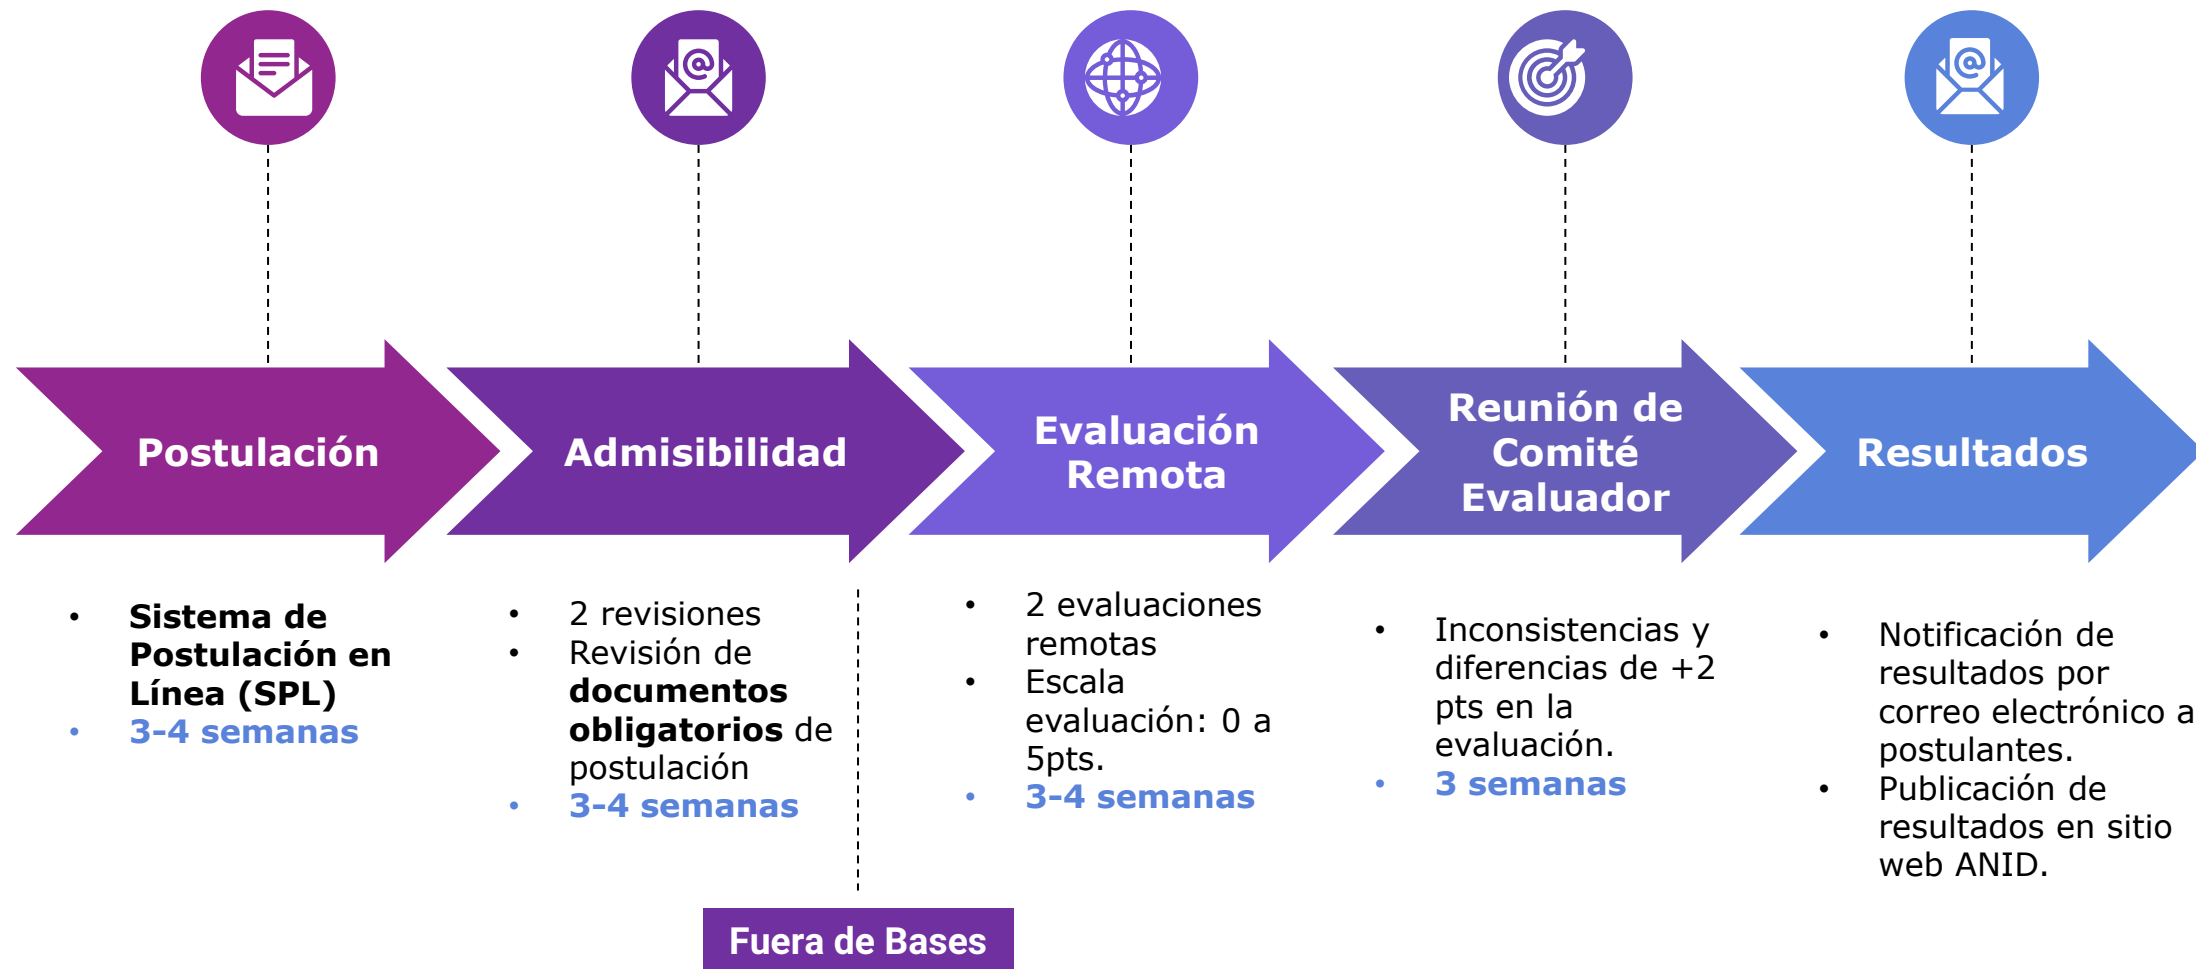 Postulación
Admisibilidad
Evaluación
Remota
Reunión de
Comité
Evaluador
Resultados
• Sistema de
Postulación en
Línea (SPL)
• 3-4 semanas
• 2 revisiones
• Revisión de
documentos
obligatorios de
postulación
• 3-4 semanas
• 2 evaluaciones
remotas
• Escala
evaluación: 0 a
5pts.
• 3-4 semanas
• Inconsistencias y
diferencias de +2
pts en la
evaluación.
• 3 semanas
• Notificación de
resultados por
correo electrónico a
postulantes.
• Publicación de
resultados en sitio
web ANID.
Fuera de Bases